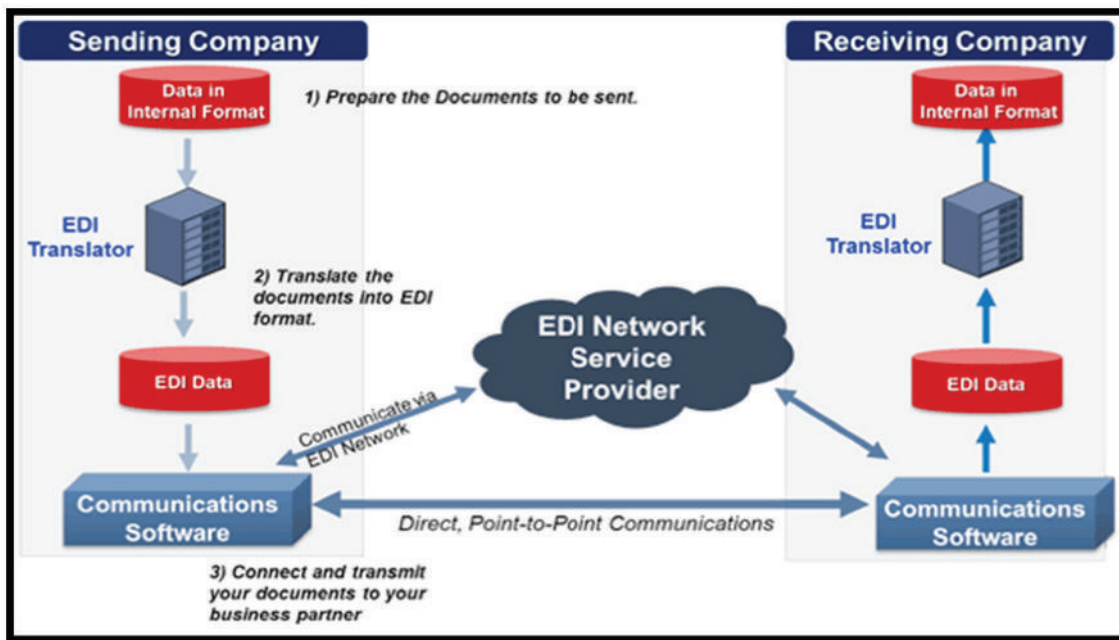 Sending Company
Data in
Internal Format
1) Prepare the Documents to be sent.
EDI
Translator
2) Translate the
documents into EDI
format.
EDI Data
Communicate via
EDI Network
Communications
Software
3) Connect and transmit
your documents to your
business partner
EDI Network
Service
Provider
Direct, Point-to-Point Communications
Receiving Company
Data in
Internal Format
EDI
Translator
EDI Data
Communications
Software